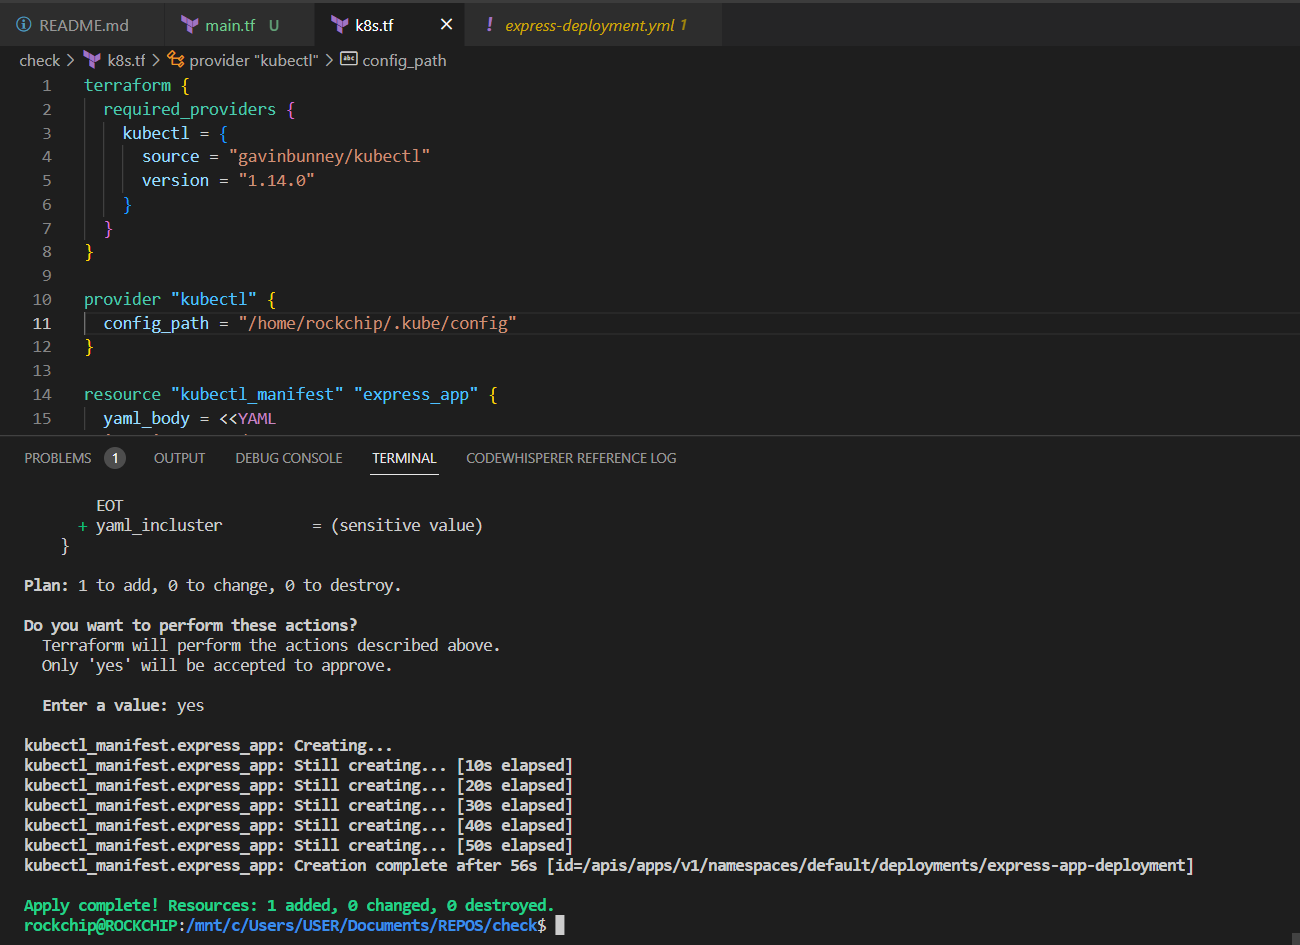 README.md main.tf U k8s.tf × ! express-deployment.yml 1
check > k8s.tf > provider "kubectl" > abc config_path
1 terraform {
2 required_providers {
3 kubectl = {
4 source = "gavinbunney/kubectl"
5 version = "1.14.0"
6 }
7 }
8 }
9
10 provider "kubectl" {
11 config_path = "/home/rockchip/.kube/config"
12 }
13
14 resource "kubectl_manifest" "express_app" {
15 yaml_body = <<YAML
PROBLEMS 1 OUTPUT DEBUG CONSOLE TERMINAL CODEWHISPERER REFERENCE LOG
EOT
+ yaml_incluster = (sensitive value)
}
Plan: 1 to add, 0 to change, 0 to destroy.
Do you want to perform these actions?
Terraform will perform the actions described above.
Only 'yes' will be accepted to approve.
Enter a value: yes
kubectl_manifest.express_app: Creating...
kubectl_manifest.express_app: Still creating... [10s elapsed]
kubectl_manifest.express_app: Still creating... [20s elapsed]
kubectl_manifest.express_app: Still creating... [30s elapsed]
kubectl_manifest.express_app: Still creating... [40s elapsed]
kubectl_manifest.express_app: Still creating... [50s elapsed]
kubectl_manifest.express_app: Creation complete after 56s [id=/apis/apps/v1/namespaces/default/deployments/express-app-deployment]
Apply complete! Resources: 1 added, 0 changed, 0 destroyed.
rockchip@ROCKCHIP:/mnt/c/Users/USER/Documents/REPOS/check$